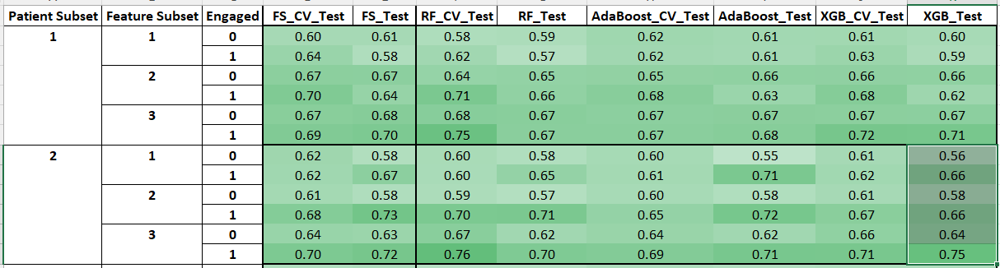 Patient Subset Feature Subset Engaged FS_CV_Test FS_Test RF_CV_Test RF_Test AdaBoost_CV_Test AdaBoost_Test XGB_CV_Test XGB_Test
1 1 0 0.60 0.61 0.58 0.59 0.62 0.61 0.61 0.60
1 0.64 0.58 0.62 0.57 0.62 0.61 0.63 0.59
2 0 0.67 0.67 0.64 0.65 0.65 0.66 0.66 0.66
1 0.70 0.64 0.71 0.66 0.68 0.63 0.68 0.62
3 0 0.67 0.68 0.68 0.67 0.67 0.67 0.67 0.67
1 0.69 0.70 0.75 0.67 0.67 0.68 0.72 0.71
2 1 0 0.62 0.58 0.60 0.58 0.60 0.55 0.61 0.56
1 0.62 0.67 0.60 0.65 0.61 0.71 0.62 0.66
2 0 0.61 0.58 0.59 0.57 0.60 0.58 0.61 0.58
1 0.68 0.73 0.70 0.71 0.65 0.72 0.67 0.66
3 0 0.64 0.63 0.67 0.62 0.64 0.62 0.66 0.64
1 0.70 0.72 0.76 0.70 0.69 0.71 0.71 0.75